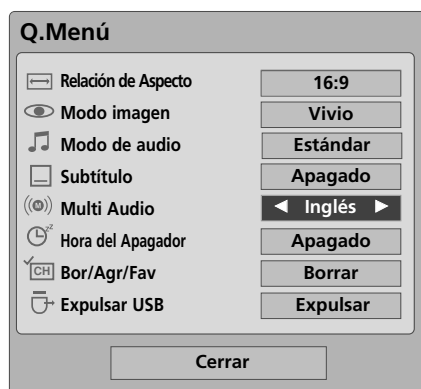 Q.Menú
Relación de Aspecto 16:9
Modo imagen Vivio
Modo de audio Estándar
Subtítulo Apagado
Multi Audio ◄ Inglés ►
Hora del Apagador Apagado
Bor/Agr/Fav Borrar
Expulsar USB Expulsar
Cerrar